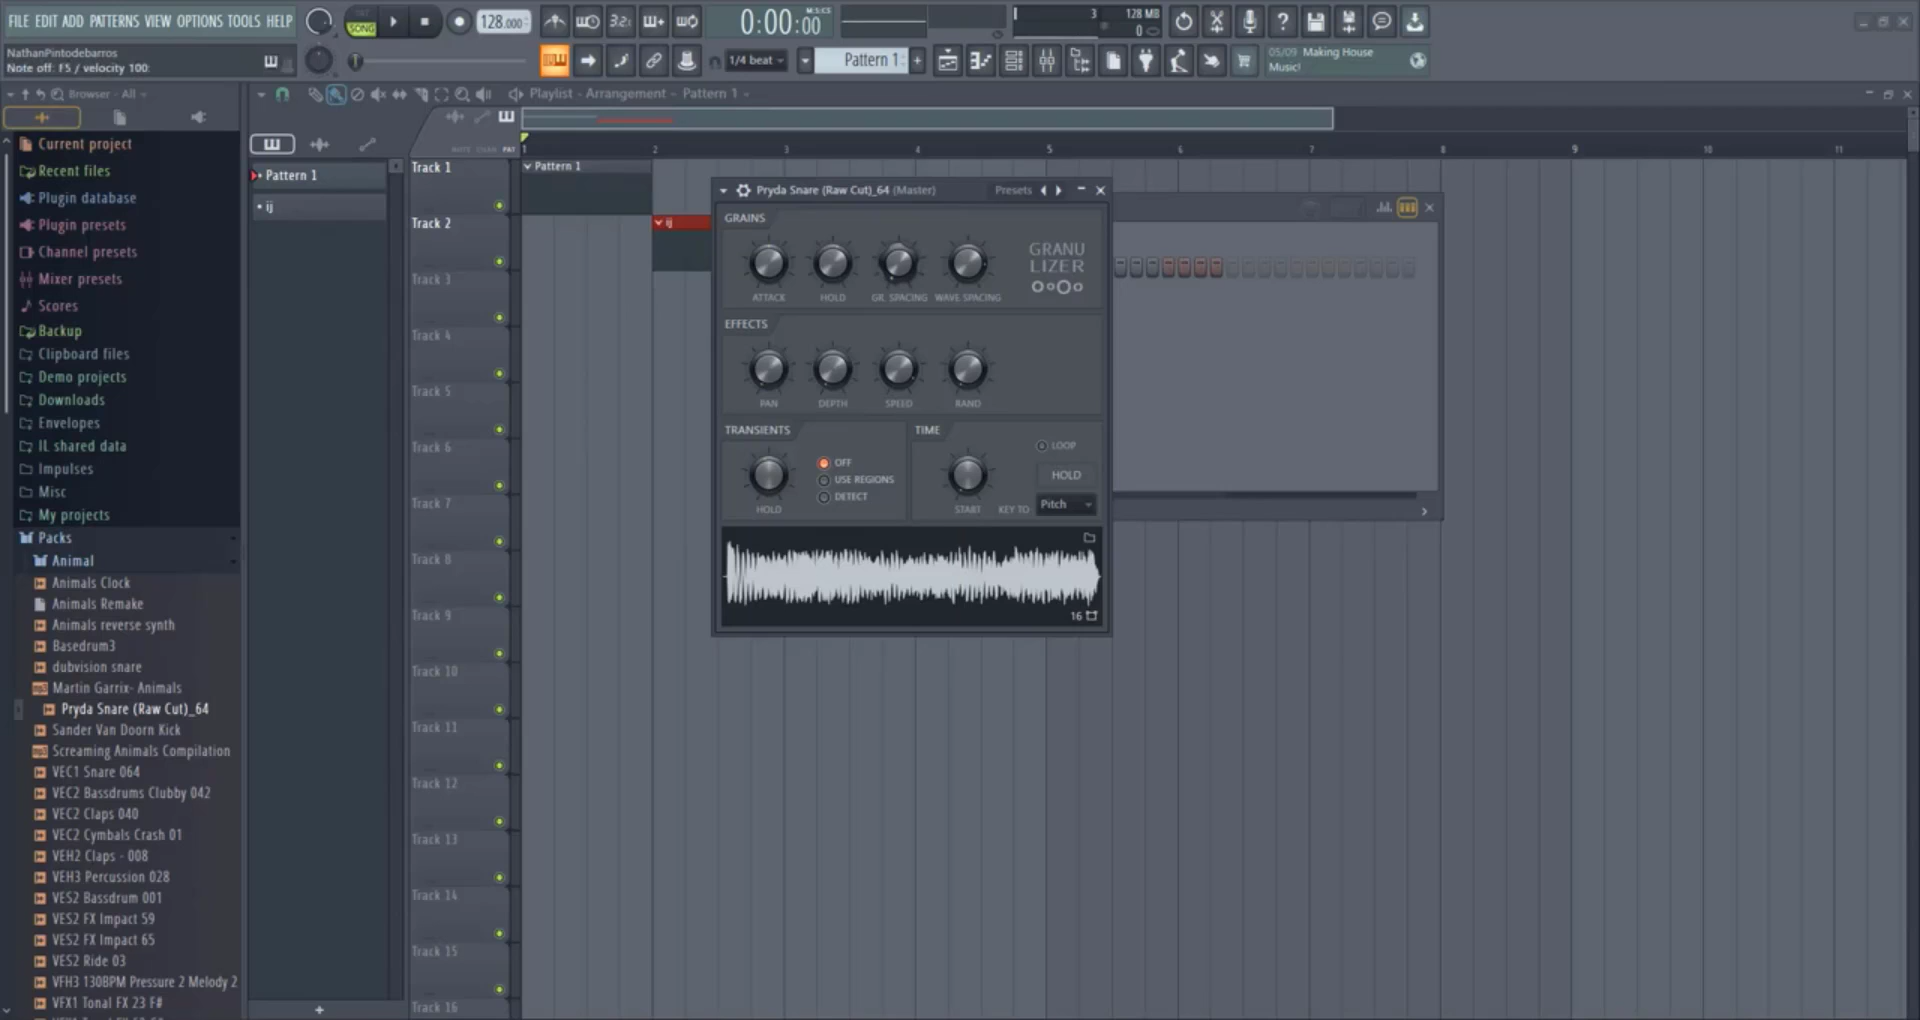 FILE EDIT ADD PATTERNS VIEW OPTIONS TOOLS HELP
SONG
128.000
3 2 1
0:00:00
M:S:CS
3
128 MB
0
NathanPintodebarros
Note off: F5 / velocity 100:
1/4 beat
Pattern 1
+
05/09 Making House
Music!
Browser - All
Playlist - Arrangement - Pattern 1
NOTE CHAN PAT
1 2 3 4 5 6 7 8 9 10 11
Current project
Recent files
Plugin database
Plugin presets
Channel presets
Mixer presets
Scores
Backup
Clipboard files
Demo projects
Downloads
Envelopes
IL shared data
Impulses
Misc
My projects
Packs
Animal
Animals Clock
Animals Remake
Animals reverse synth
Basedrum3
dubvision snare
Martin Garrix- Animals
Pryda Snare (Raw Cut)_64
Sander Van Doorn Kick
Screaming Animals Compilation
VEC1 Snare 064
VEC2 Bassdrums Clubby 042
VEC2 Claps 040
VEC2 Cymbals Crash 01
VEH2 Claps - 008
VEH3 Percussion 028
VES2 Bassdrum 001
VES2 FX Impact 59
VES2 FX Impact 65
VES2 Ride 03
VFH3 130BPM Pressure 2 Melody 2
VFX1 Tonal FX 23 F#
Pattern 1
ij
+
Track 1
Track 2
Track 3
Track 4
Track 5
Track 6
Track 7
Track 8
Track 9
Track 10
Track 11
Track 12
Track 13
Track 14
Track 15
Track 16
Pattern 1
ij
Pryda Snare (Raw Cut)_64 (Master)
Presets
GRAINS
ATTACK
HOLD
GR. SPACING
WAVE SPACING
GRANU
LIZER
EFFECTS
PAN
DEPTH
SPEED
RAND
TRANSIENTS
HOLD
OFF
USE REGIONS
DETECT
TIME
START
LOOP
HOLD
KEY TO
Pitch
16